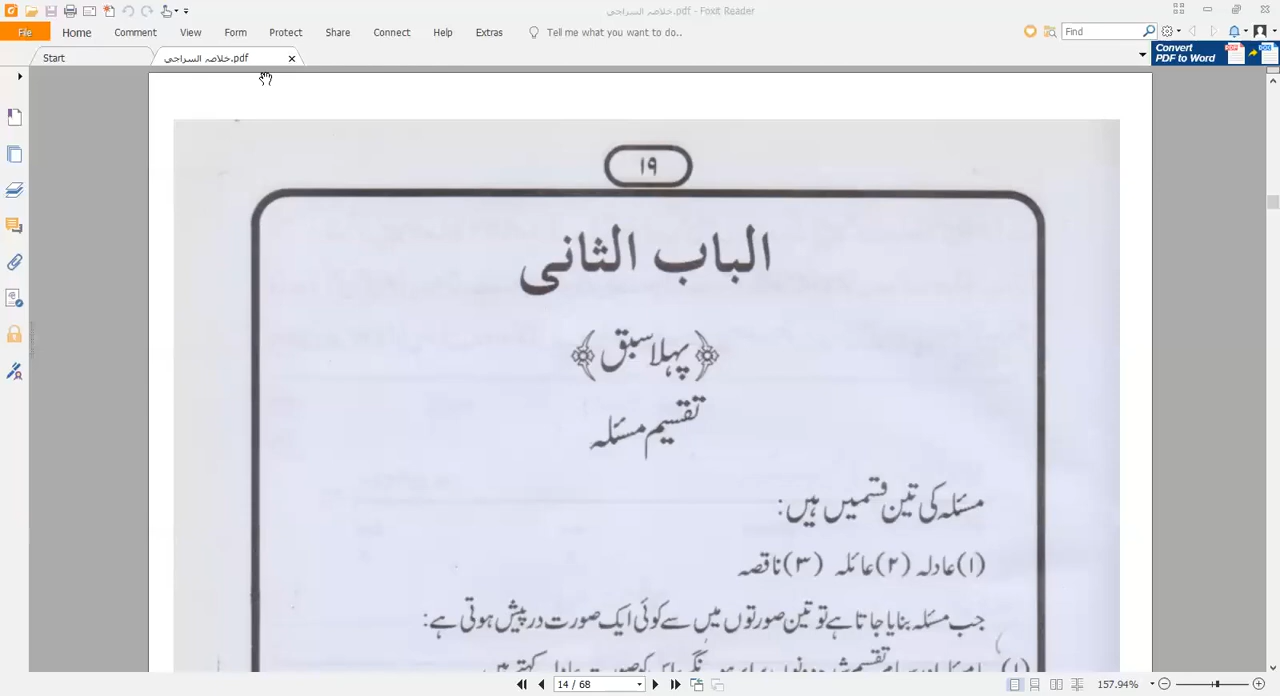 خلاصہ السراجی.pdf - Foxit Reader
File Home Comment View Form Protect Share Connect Help Extras Tell me what you want to do.. Find
Start خلاصہ السراجی.pdf
Convert
PDF to Word
۱۹
الباب الثانی
﴿پہلا سبق﴾
تقسیم مسئلہ
مسئلہ کی تین قسمیں ہیں:
(۱) عادلہ (۲) عائلہ (۳) ناقصہ
جب مسئلہ بنایا جاتا ہے تو تین صورتوں میں سے کوئی ایک صورت درپیش ہوتی ہے:
(۱)
14 / 68 157.94%